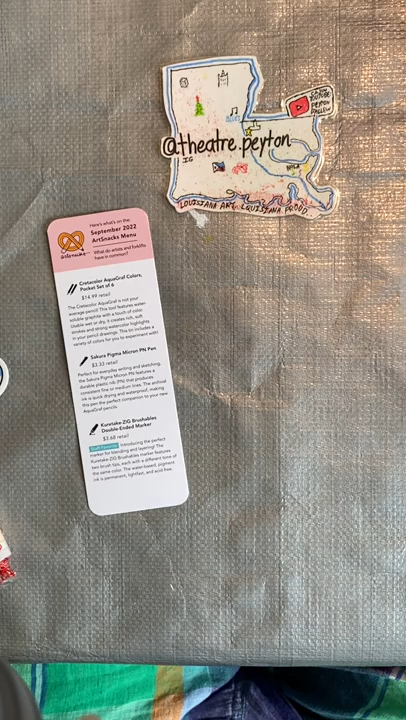 @theatre.peyton
IG
LOUISIANA ART, LOUISIANA PROUD
YOUTUBE
PEYTON
Here's what's on the
September 2022
ArtSnacks Menu
What do artists and forklifts
have in common?
artsnacks
Cretacolor AquaGraf Colors,
Pocket Set of 6
$14.99 retail
The Cretacolor AquaGraf is not your
average pencil! This tool features water-
soluble graphite with a touch of color.
Usable wet or dry, it creates rich, soft
strokes and strong watercolor highlights
in your pencil drawings. This tin includes a
variety of colors for you to experiment with!
Sakura Pigma Micron PN Pen
$3.33 retail
Perfect for everyday writing and sketching,
the Sakura Pigma Micron PN features a
durable plastic nib (PN) that produces
consistent fine or medium lines. The archival
ink is quick drying and waterproof, making
this pen the perfect companion to your new
AquaGraf pencils.
Kuretake ZIG Brushables
Double-Ended Marker
$3.68 retail
Introducing the perfect
marker for blending and layering! The
Kuretake ZIG Brushables marker features
two brush tips, each with a different tone of
the same color. The water-based, pigment
ink is permanent, lightfast, and acid free.